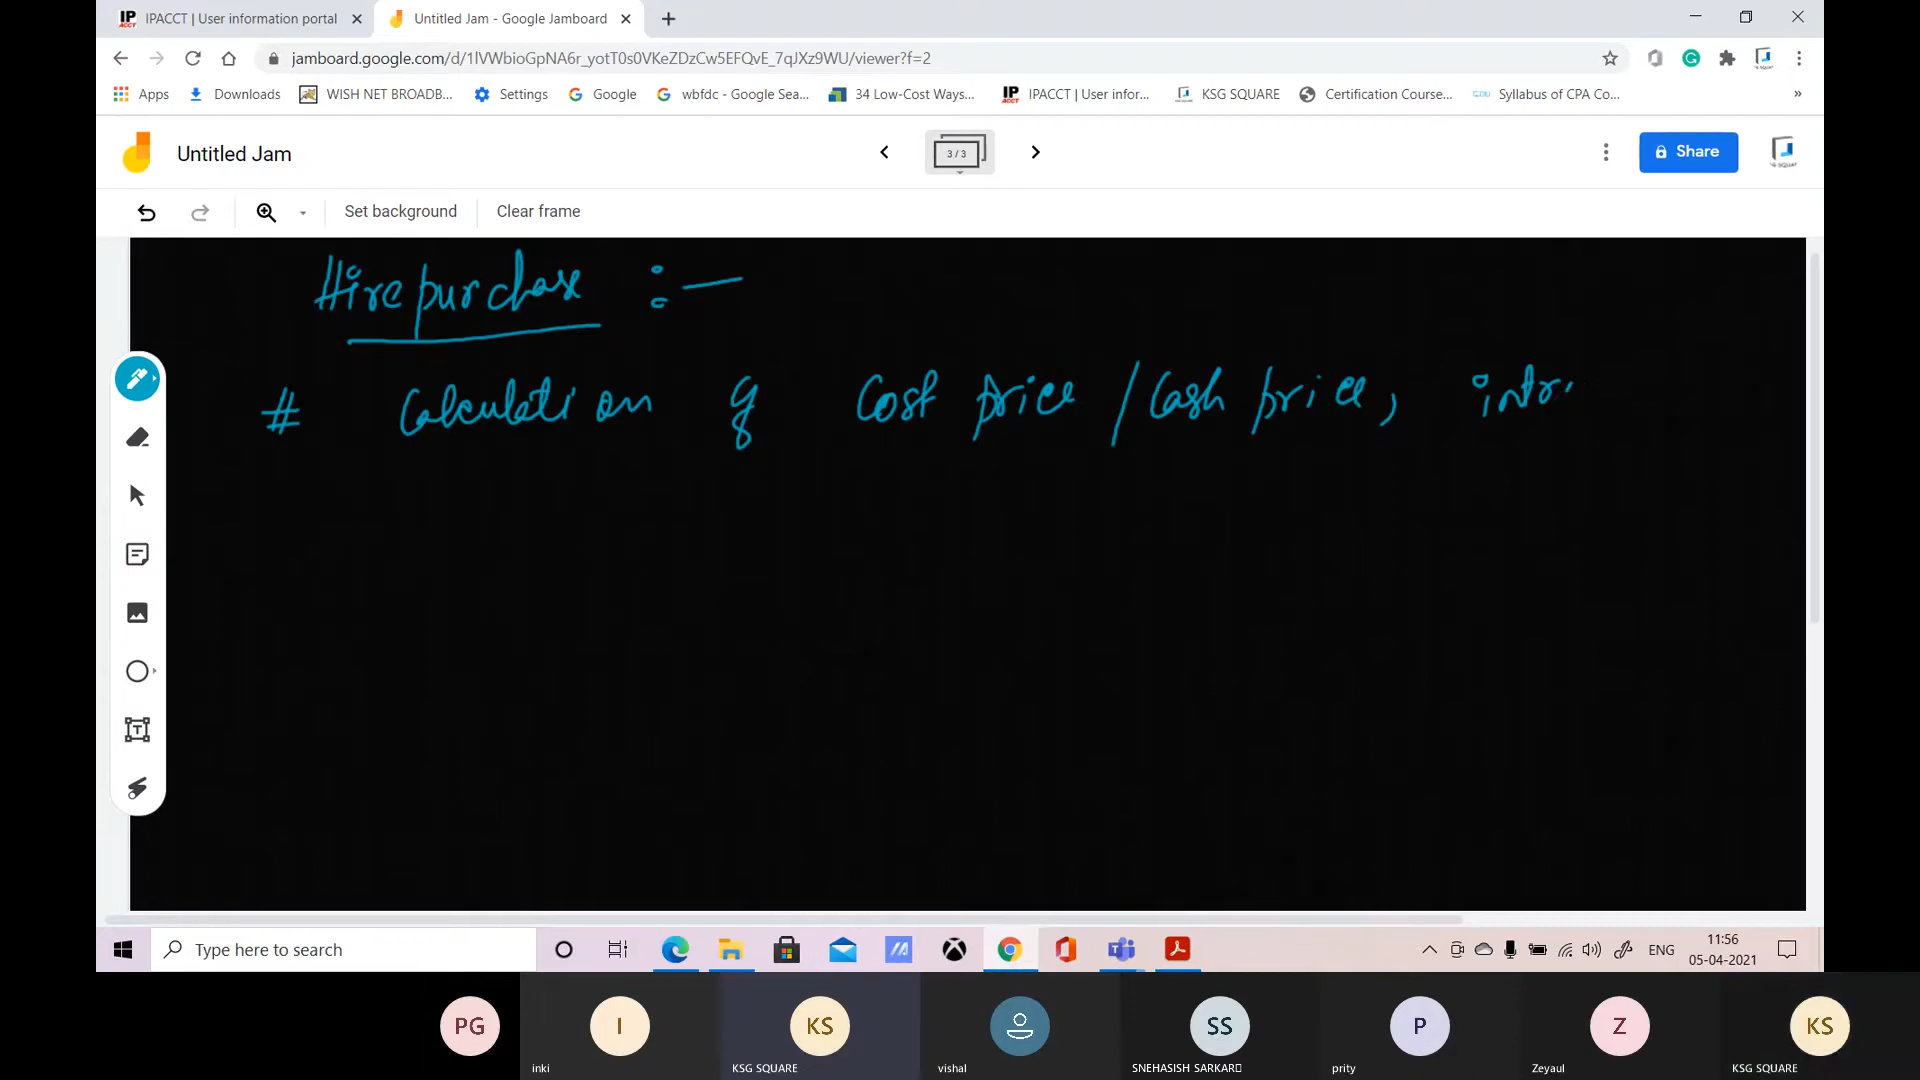 IPACCT | User information portal
Untitled Jam - Google Jamboard
jamboard.google.com/d/1lVWbioGpNA6r_yotT0s0VKeZDzCw5EFQvE_7qJXz9WU/viewer?f=2
Apps Downloads WISH NET BROADB... Settings Google wbfdc - Google Sea... 34 Low-Cost Ways... IPACCT | User infor... KSG SQUARE Certification Course... Syllabus of CPA Co... »
Untitled Jam
3 / 3
Share
Set background Clear frame
Hire purchase :—
# Calculation of Cost price / Cash price, intr
Type here to search
ENG
11:56
05-04-2021
PG I KS SS P Z KS
inki KSG SQUARE vishal SNEHASISH SARKAR prity Zeyaul KSG SQUARE